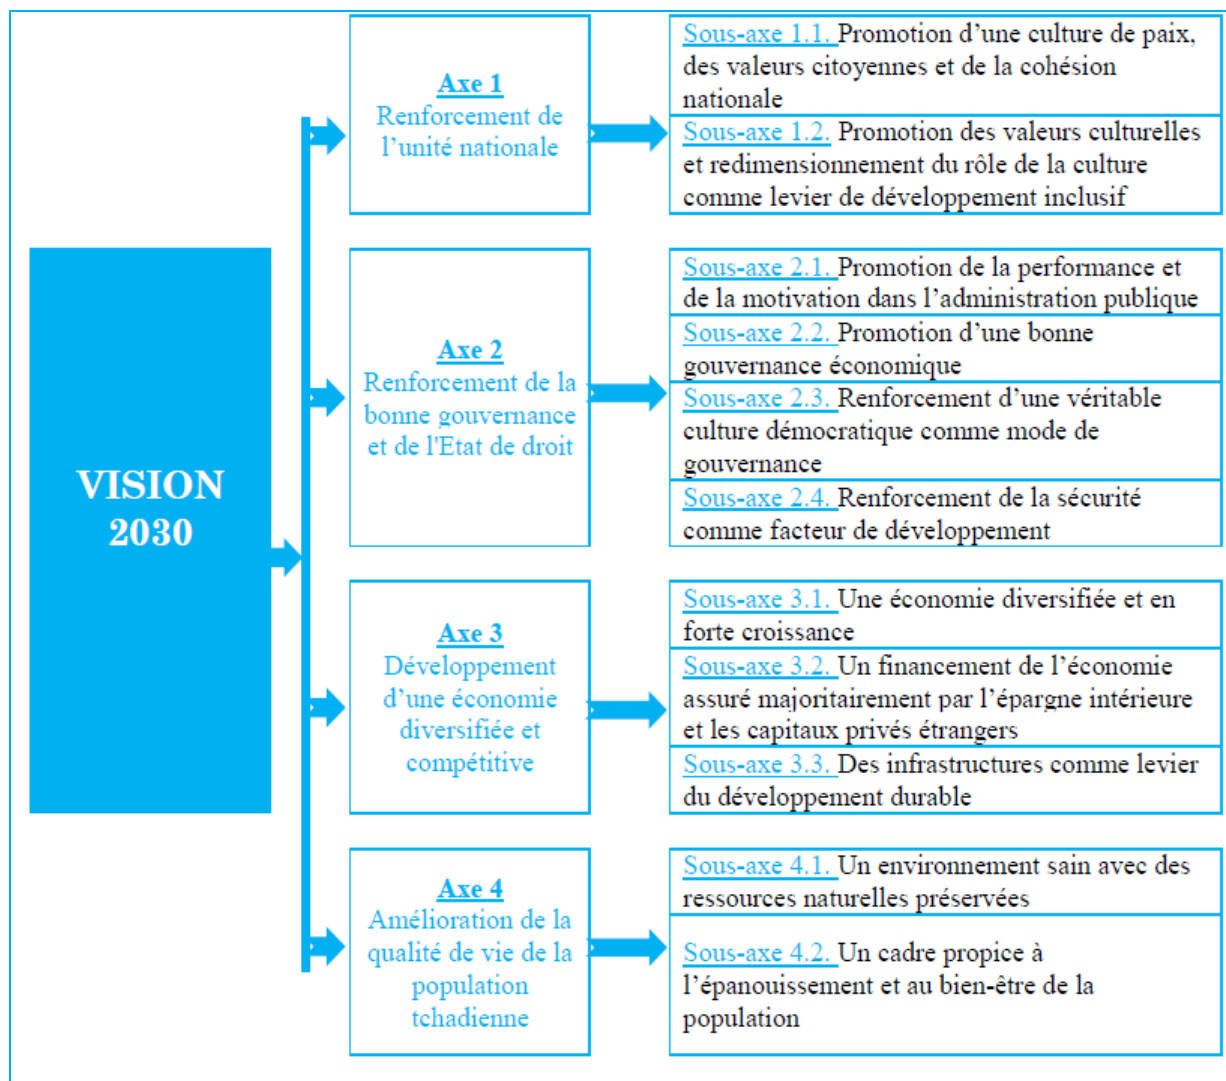 VISION
2030
Axe 1
Renforcement de
l’unité nationale
Sous-axe 1.1. Promotion d’une culture de paix,
des valeurs citoyennes et de la cohésion
nationale
Sous-axe 1.2. Promotion des valeurs culturelles
et redimensionnement du rôle de la culture
comme levier de développement inclusif
Axe 2
Renforcement de la
bonne gouvernance
et de l'Etat de droit
Sous-axe 2.1. Promotion de la performance et
de la motivation dans l’administration publique
Sous-axe 2.2. Promotion d’une bonne
gouvernance économique
Sous-axe 2.3. Renforcement d’une véritable
culture démocratique comme mode de
gouvernance
Sous-axe 2.4. Renforcement de la sécurité
comme facteur de développement
Axe 3
Développement
d’une économie
diversifiée et
compétitive
Sous-axe 3.1. Une économie diversifiée et en
forte croissance
Sous-axe 3.2. Un financement de l’économie
assuré majoritairement par l’épargne intérieure
et les capitaux privés étrangers
Sous-axe 3.3. Des infrastructures comme levier
du développement durable
Axe 4
Amélioration de la
qualité de vie de la
population
tchadienne
Sous-axe 4.1. Un environnement sain avec des
ressources naturelles préservées
Sous-axe 4.2. Un cadre propice à
l’épanouissement et au bien-être de la
population